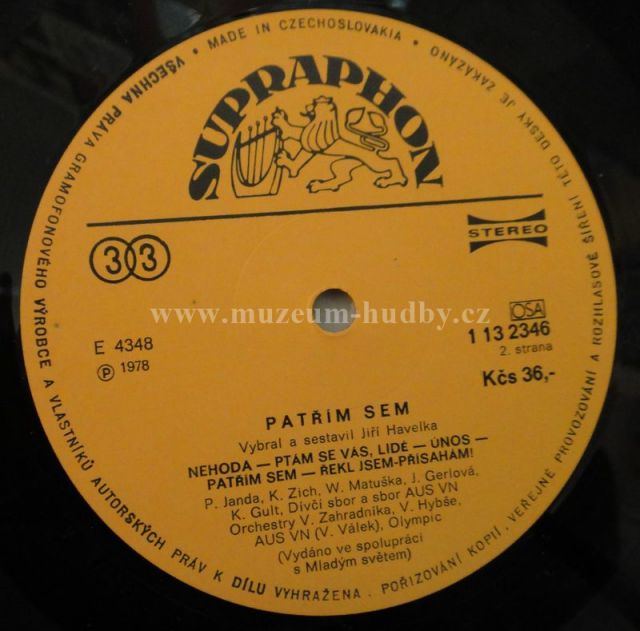 VŠECHNA PRÁVA GRAMOFONOVÉHO VÝROBCE A VLASTNÍKŮ AUTORSKÝCH PRÁV K DÍLU VYHRAŽENA. POŘIZOVÁNÍ KOPIÍ, VEŘEJNÉ PROVOZOVÁNÍ A ROZHLASOVÉ ŠÍŘENÍ TÉTO DESKY JE ZAKÁZÁNO • MADE IN CZECHOSLOVAKIA •
SUPRAPHON
33
STEREO
www.muzeum-hudby.cz
E 4348
Ⓟ 1978
OSA
1 13 2346
2. strana
Kčs 36,-
PATŘÍM SEM
Vybral a sestavil Jiří Havelka
NEHODA — PTÁM SE VÁS, LIDÉ — ÚNOS —
PATŘÍM SEM — ŘEKL JSEM-PŘÍSAHÁM!
P. Janda, K. Zich, W. Matuška, J. Gerlová,
K. Gult, Dívčí sbor a sbor AUS VN
Orchestry V. Zahradníka, V. Hybše,
AUS VN (V. Válek), Olympic
(Vydáno ve spolupráci
s Mladým světem)